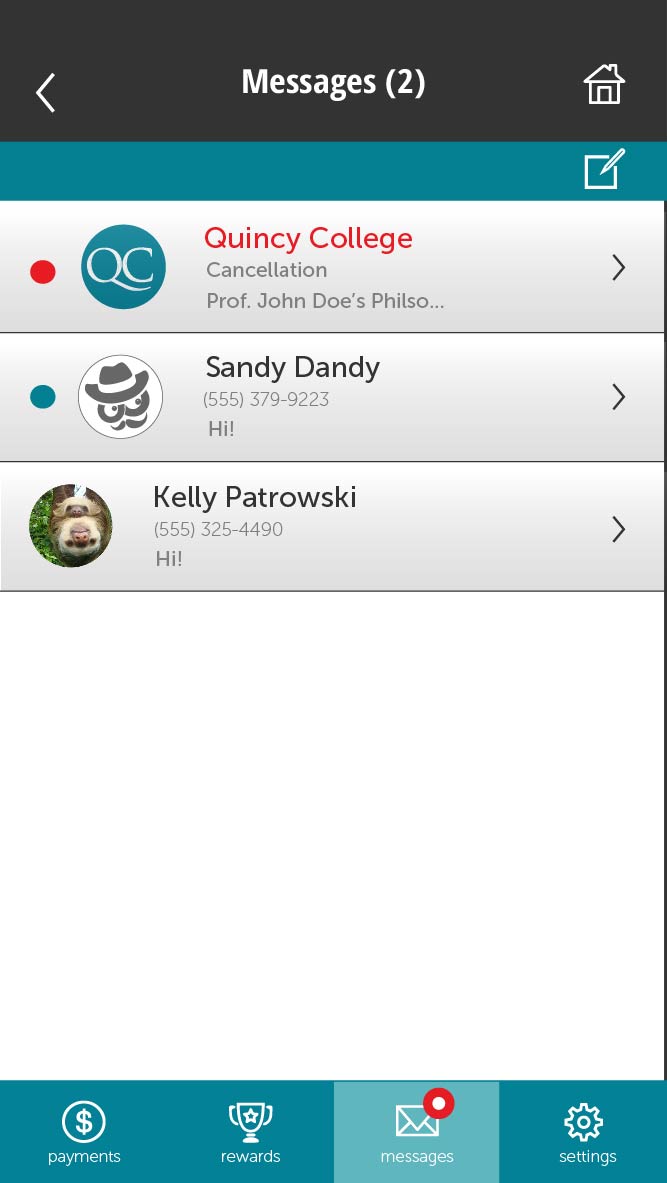 Messages (2)
QC
Quincy College
Cancellation
Prof. John Doe’s Philso...
Sandy Dandy
(555) 379-9223
Hi!
Kelly Patrowski
(555) 325-4490
Hi!
$
payments
rewards
messages
settings